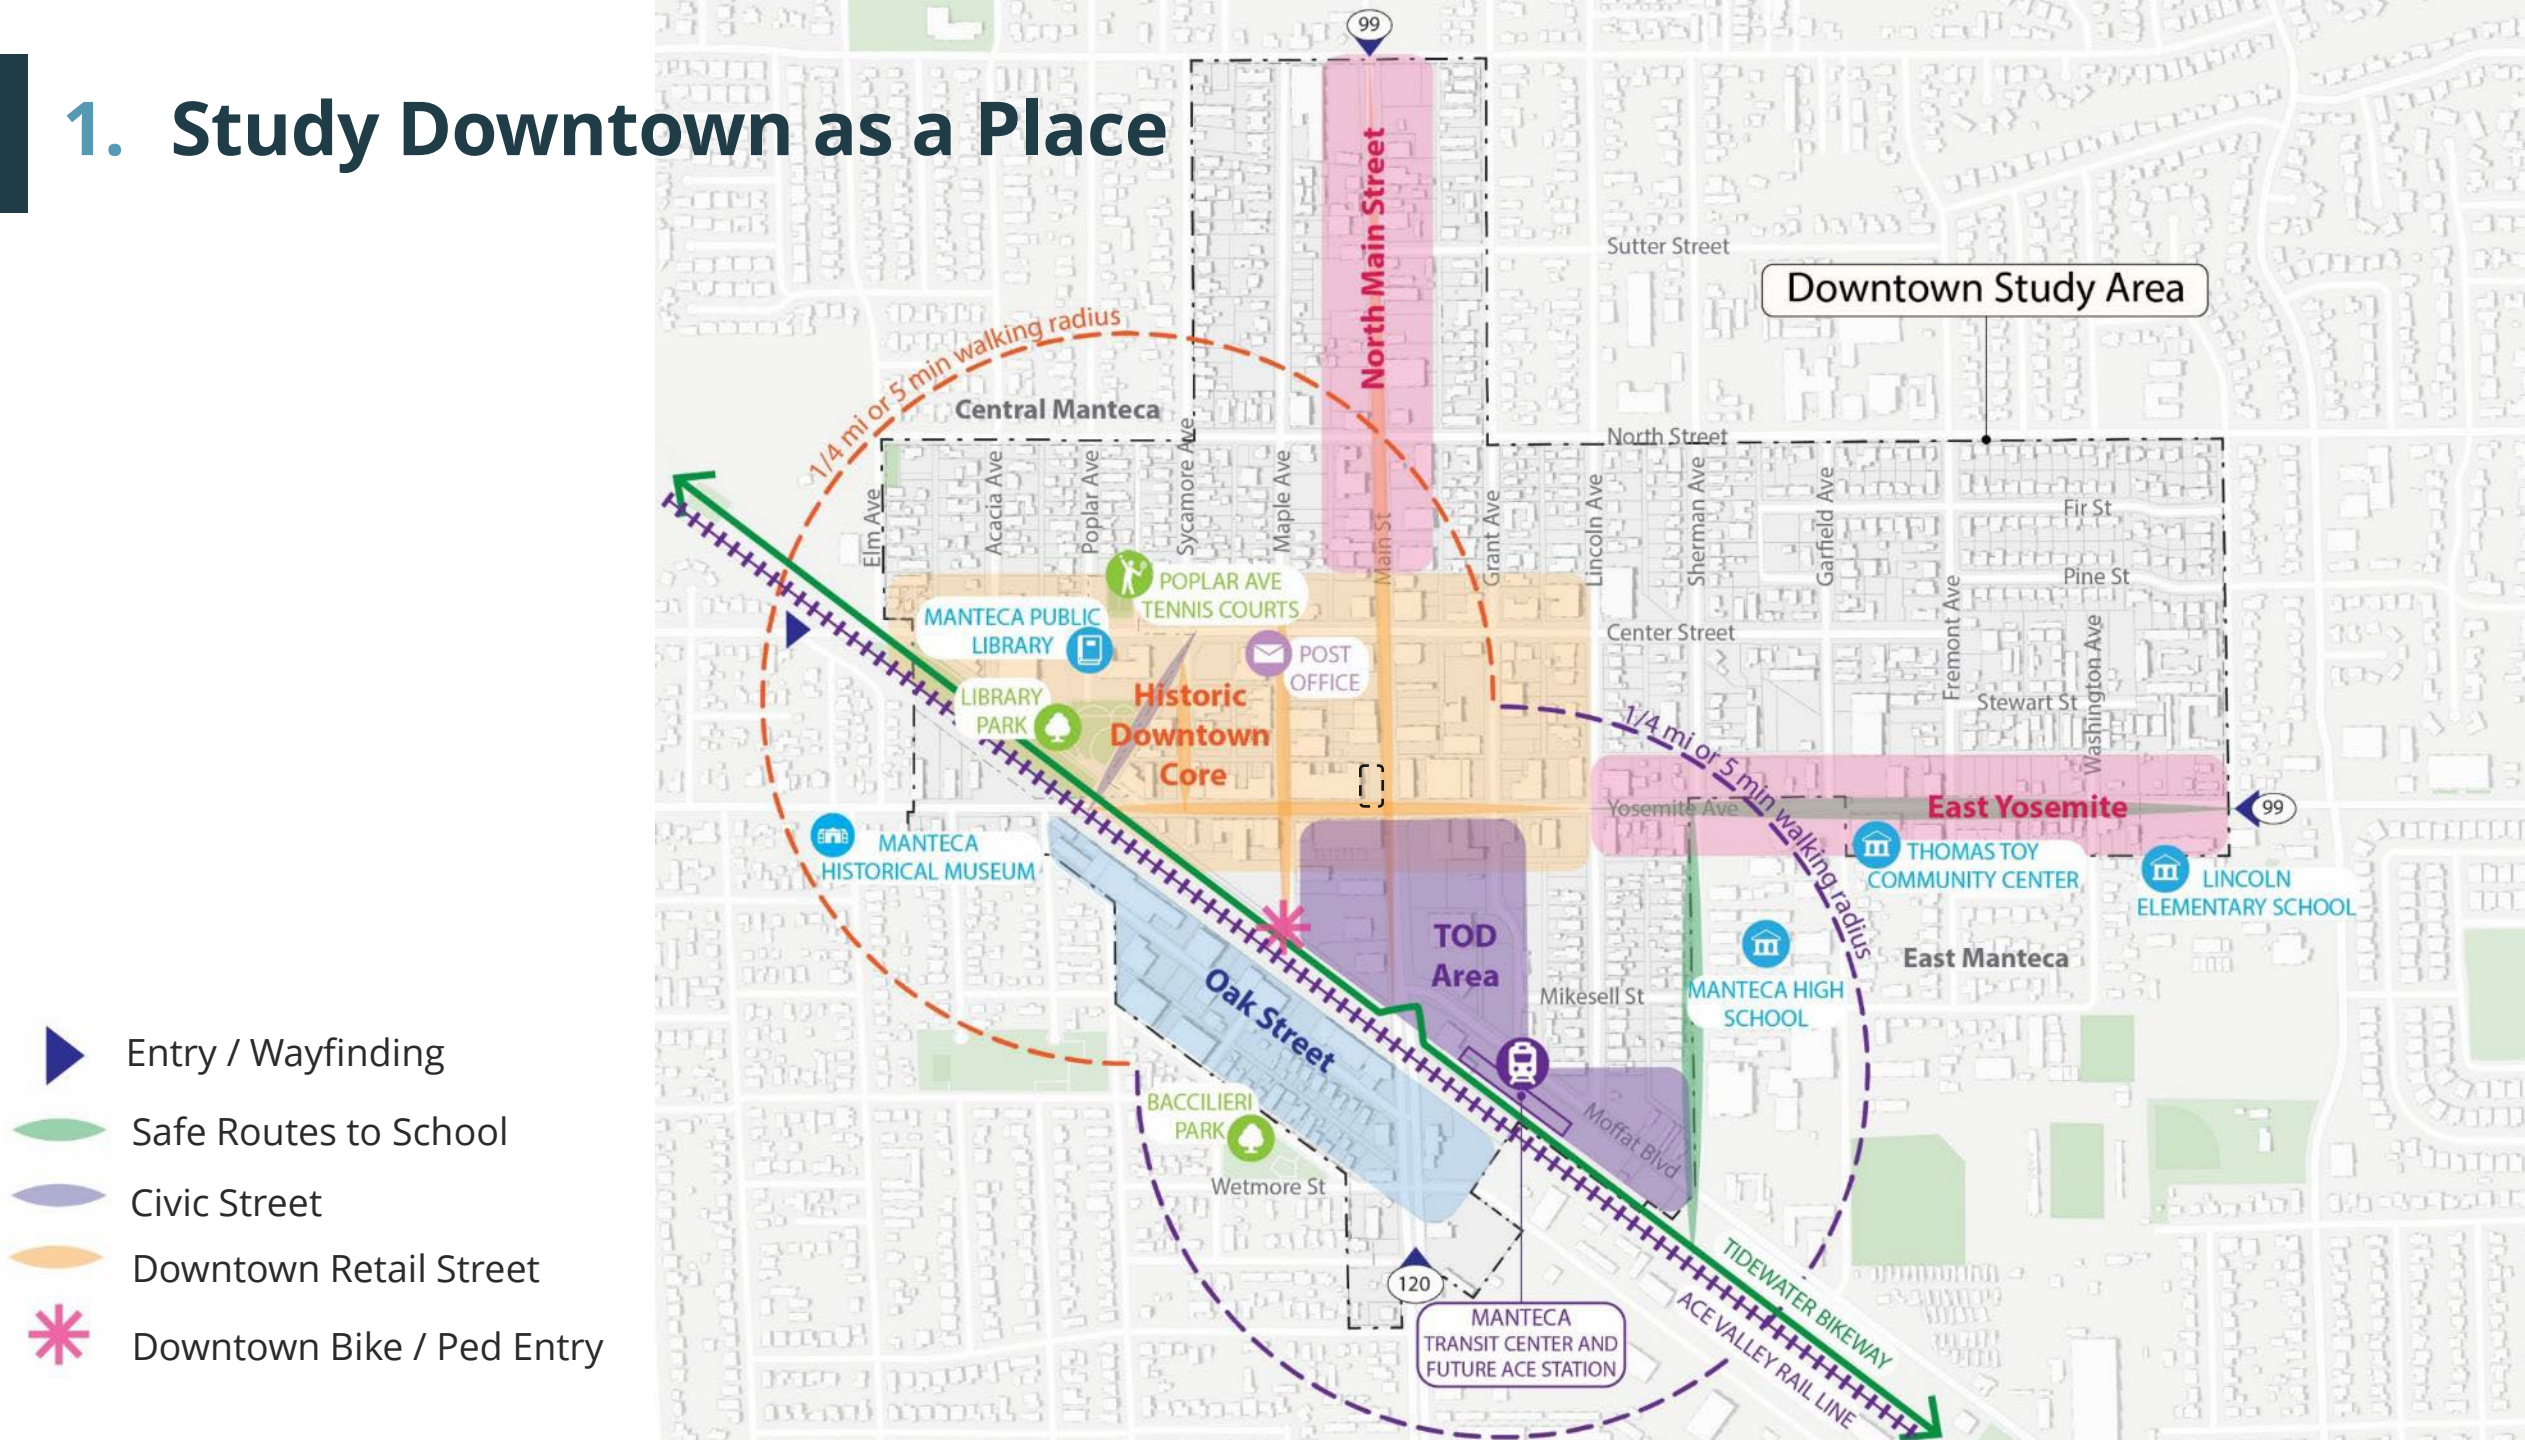 1. Study Downtown as a Place
99
North Main Street
Sutter Street
Downtown Study Area
1/4 mi or 5 min walking radius
Central Manteca
North Street
Elm Ave
Acacia Ave
Poplar Ave
Sycamore Ave
Maple Ave
Main St
Grant Ave
Lincoln Ave
Sherman Ave
Garfield Ave
Fremont Ave
Washington Ave
Fir St
Pine St
POPLAR AVE
TENNIS COURTS
MANTECA PUBLIC
LIBRARY
Center Street
POST
OFFICE
LIBRARY
PARK
Historic
Downtown
Core
Stewart St
1/4 mi or 5 min walking radius
Yosemite Ave
East Yosemite
99
MANTECA
HISTORICAL MUSEUM
THOMAS TOY
COMMUNITY CENTER
LINCOLN
ELEMENTARY SCHOOL
TOD
Area
East Manteca
Oak Street
Mikesell St
MANTECA HIGH
SCHOOL
BACCILIERI
PARK
Moffat Blvd
Wetmore St
120
MANTECA
TRANSIT CENTER AND
FUTURE ACE STATION
TIDEWATER BIKEWAY
ACE VALLEY RAIL LINE
Entry / Wayfinding
Safe Routes to School
Civic Street
Downtown Retail Street
Downtown Bike / Ped Entry